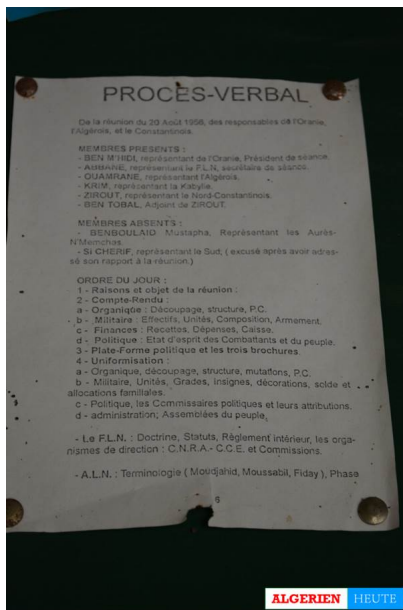 PROCES-VERBAL
De la réunion du 20 Août 1956, des responsables de l'Oranie,
l'Algérois, et le Constantinois.
MEMBRES PRESENTS :
- BEN M'HIDI, représentant de l'Oranie, Président de séance.
- ABBANE, représentant le F.L.N, secrétaire de séance.
- OUAMRANE, représentant l'Algérois.
- KRIM, représentant la Kabylie.
- ZIROUT, représentant le Nord-Constantinois.
- BEN TOBAL, Adjoint de ZIROUT.
MEMBRES ABSENTS :
- BENBOULAID Mustapha, Représentant les Aurès-
N'Memchas.
- Si CHERIF, représentant le Sud, ( excusé après avoir adres-
sé son rapport à la réunion.)
ORDRE DU JOUR :
1 - Raisons et objet de la réunion :
2 - Compte-Rendu :
a - Organique : Découpage, structure, P.C.
b - Militaire : Effectifs, Unités, Composition, Armement.
c - Finances : Recettes, Dépenses, Caisse.
d - Politique : Etat d'esprit des Combattants et du peuple.
3 - Plate-Forme politique et les trois brochures.
4 - Uniformisation :
a - Organique, découpage, structure, mutations, P.C.
b - Militaire, Unités, Grades, Insignes, décorations, solde et
allocations familiales.
c - Politique, les Commissaires politiques et leurs attributions.
d - administration; Assemblées du peuple.
- Le F.L.N. : Doctrine, Statuts, Règlement intérieur, les orga-
nismes de direction : C.N.R.A.- C.C.E. et Commissions.
- A.L.N. : Terminologie ( Moudjahid, Moussabil, Fiday ), Phase
6
ALGERIEN HEUTE